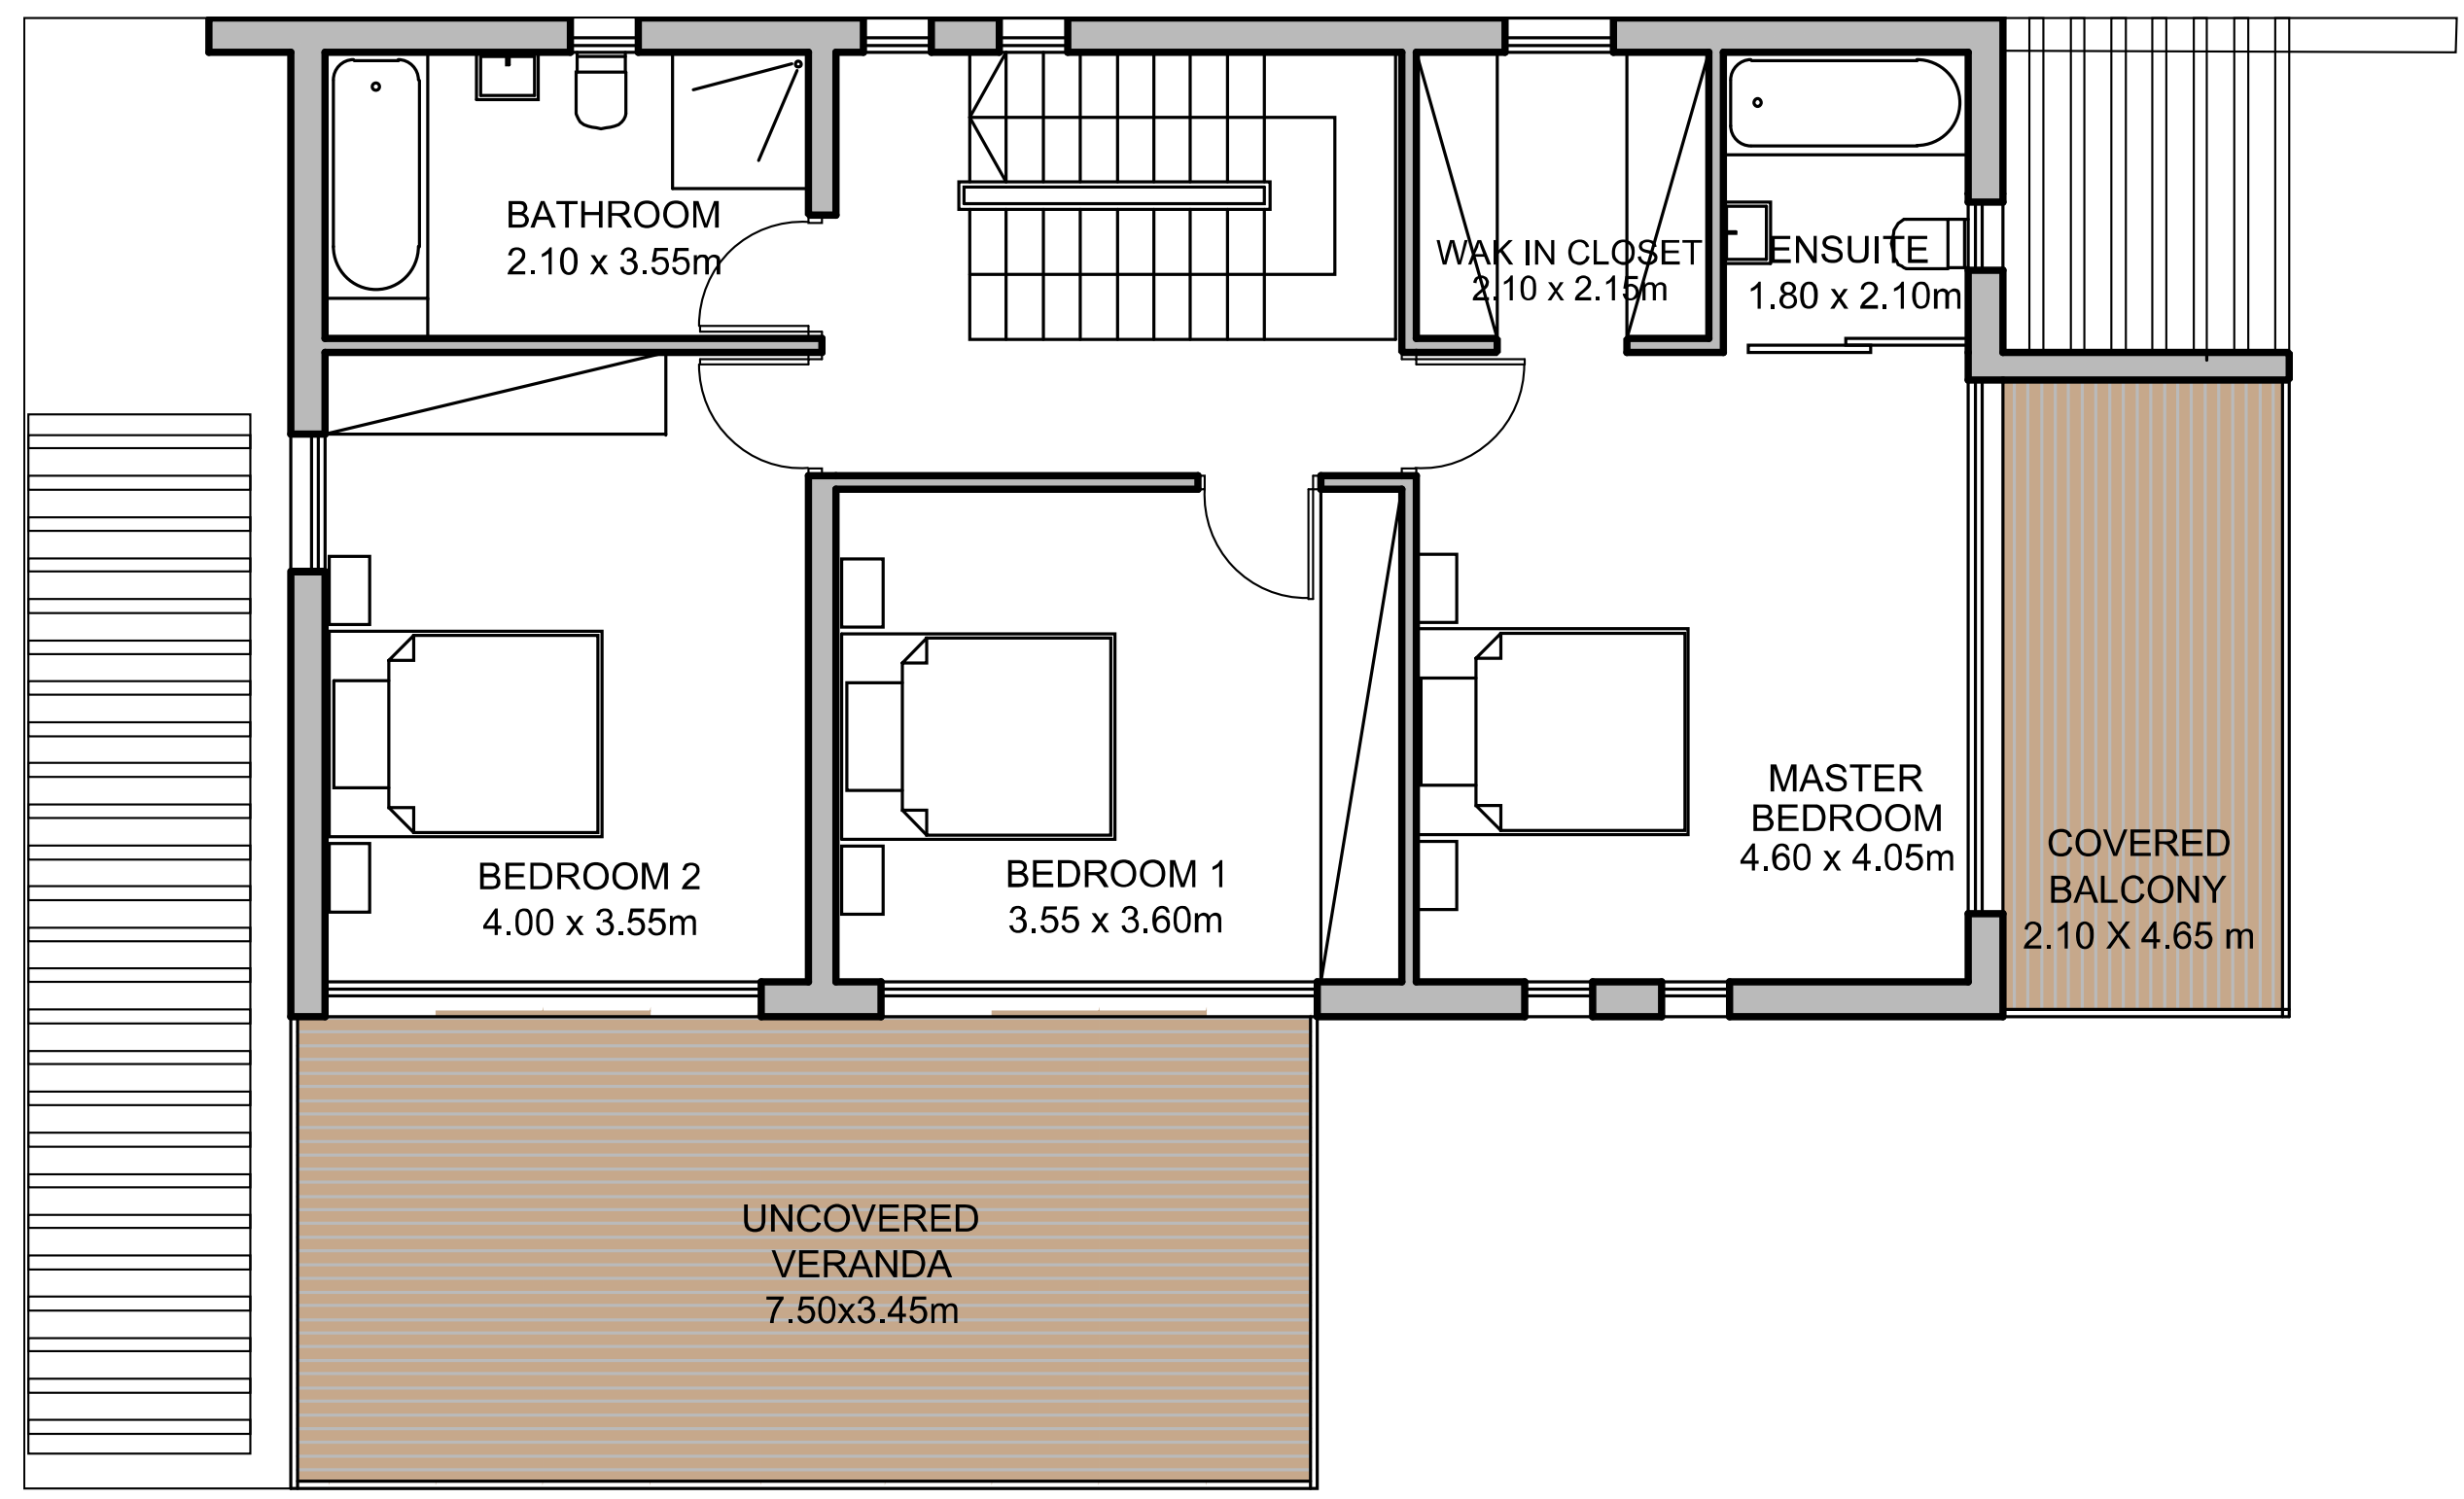 BATHROOM
2.10 x 3.55m
WAK IN CLOSET
2.10 x 2.15m
ENSUITE
1.80 x 2.10m
BEDROOM 2
4.00 x 3.55m
BEDROOM 1
3.55 x 3.60m
MASTER
BEDROOM
4.60 x 4.05m
COVERED
BALCONY
2.10 X 4.65 m
UNCOVERED
VERANDA
7.50x3.45m